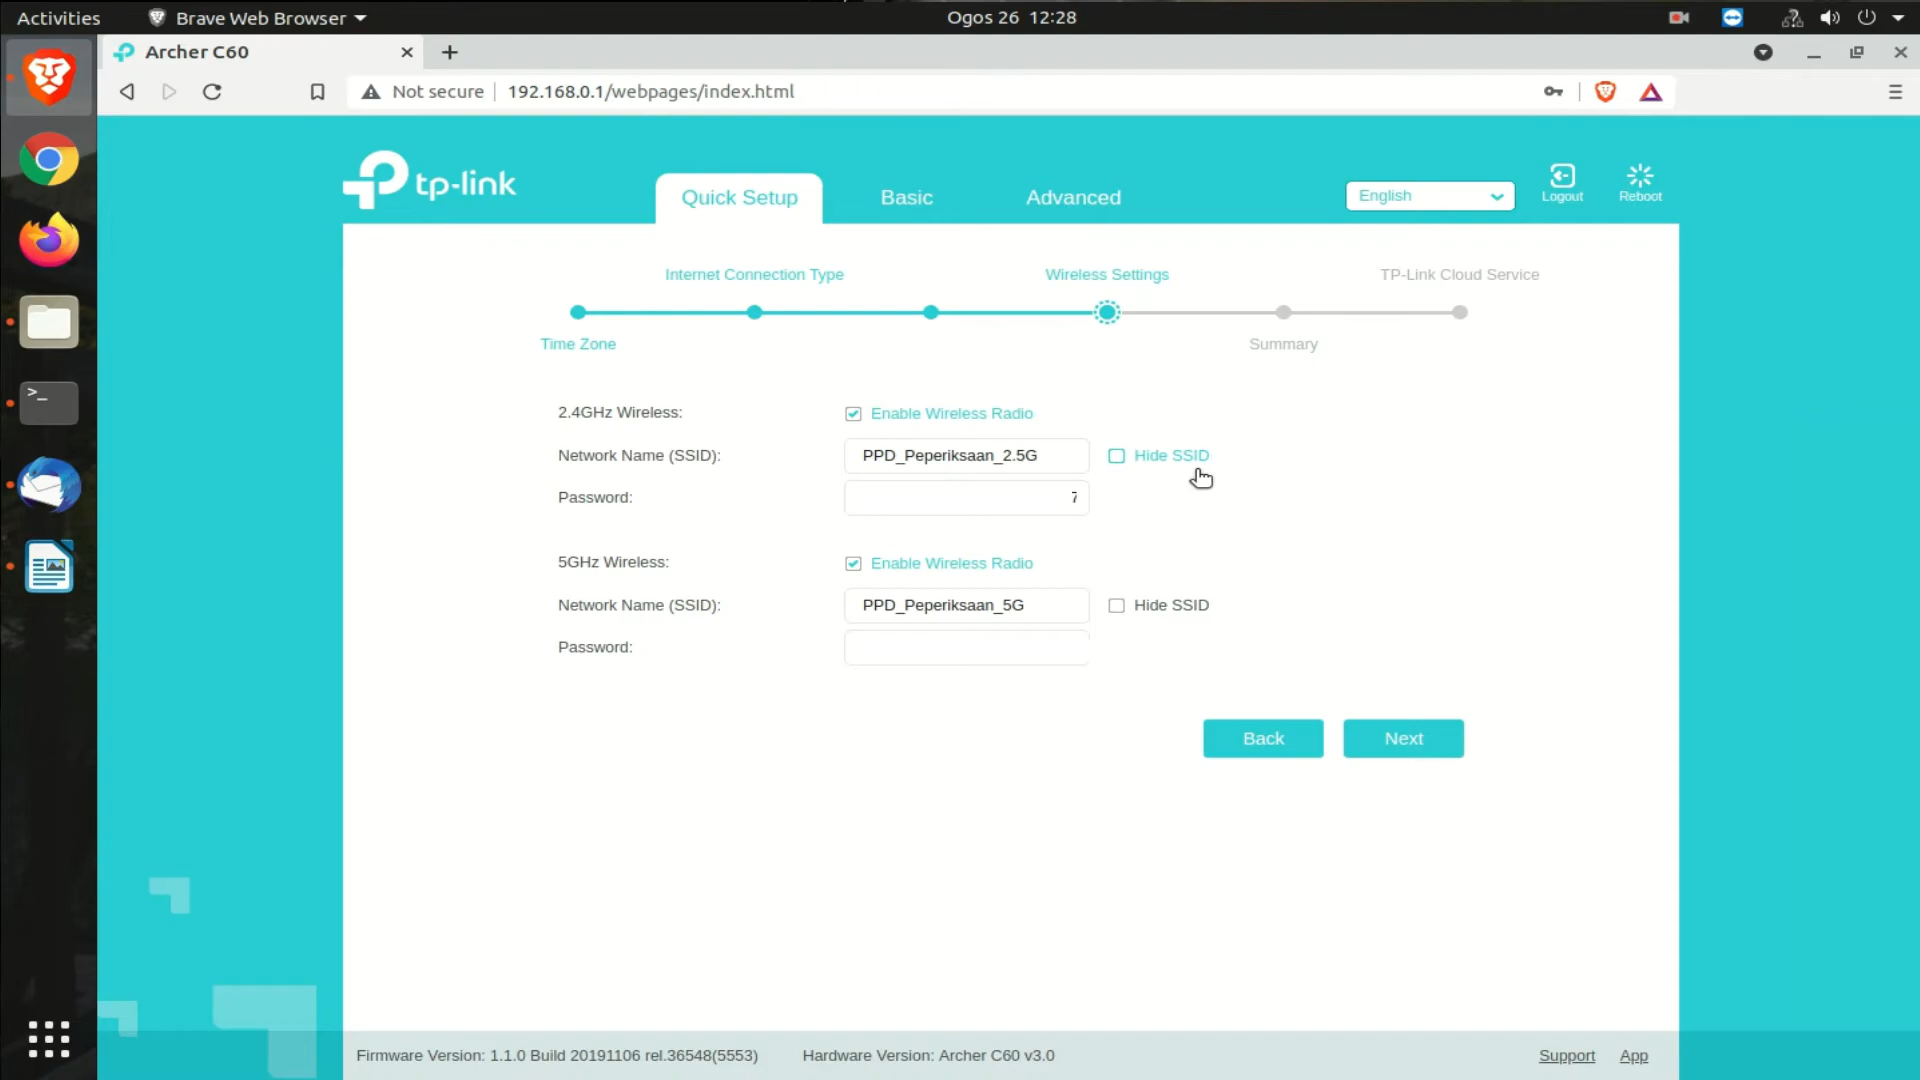 Activities
Brave Web Browser
Ogos 26 12:28
Archer C60
Not secure
192.168.0.1/webpages/index.html
tp-link
Quick Setup
Basic
Advanced
English
Logout
Reboot
Internet Connection Type
Wireless Settings
TP-Link Cloud Service
Time Zone
Summary
2.4GHz Wireless:
Enable Wireless Radio
Network Name (SSID):
PPD_Peperiksaan_2.5G
Hide SSID
Password:
7
5GHz Wireless:
Enable Wireless Radio
Network Name (SSID):
PPD_Peperiksaan_5G
Hide SSID
Password:
Back
Next
Firmware Version: 1.1.0 Build 20191106 rel.36548(5553)
Hardware Version: Archer C60 v3.0
Support
App